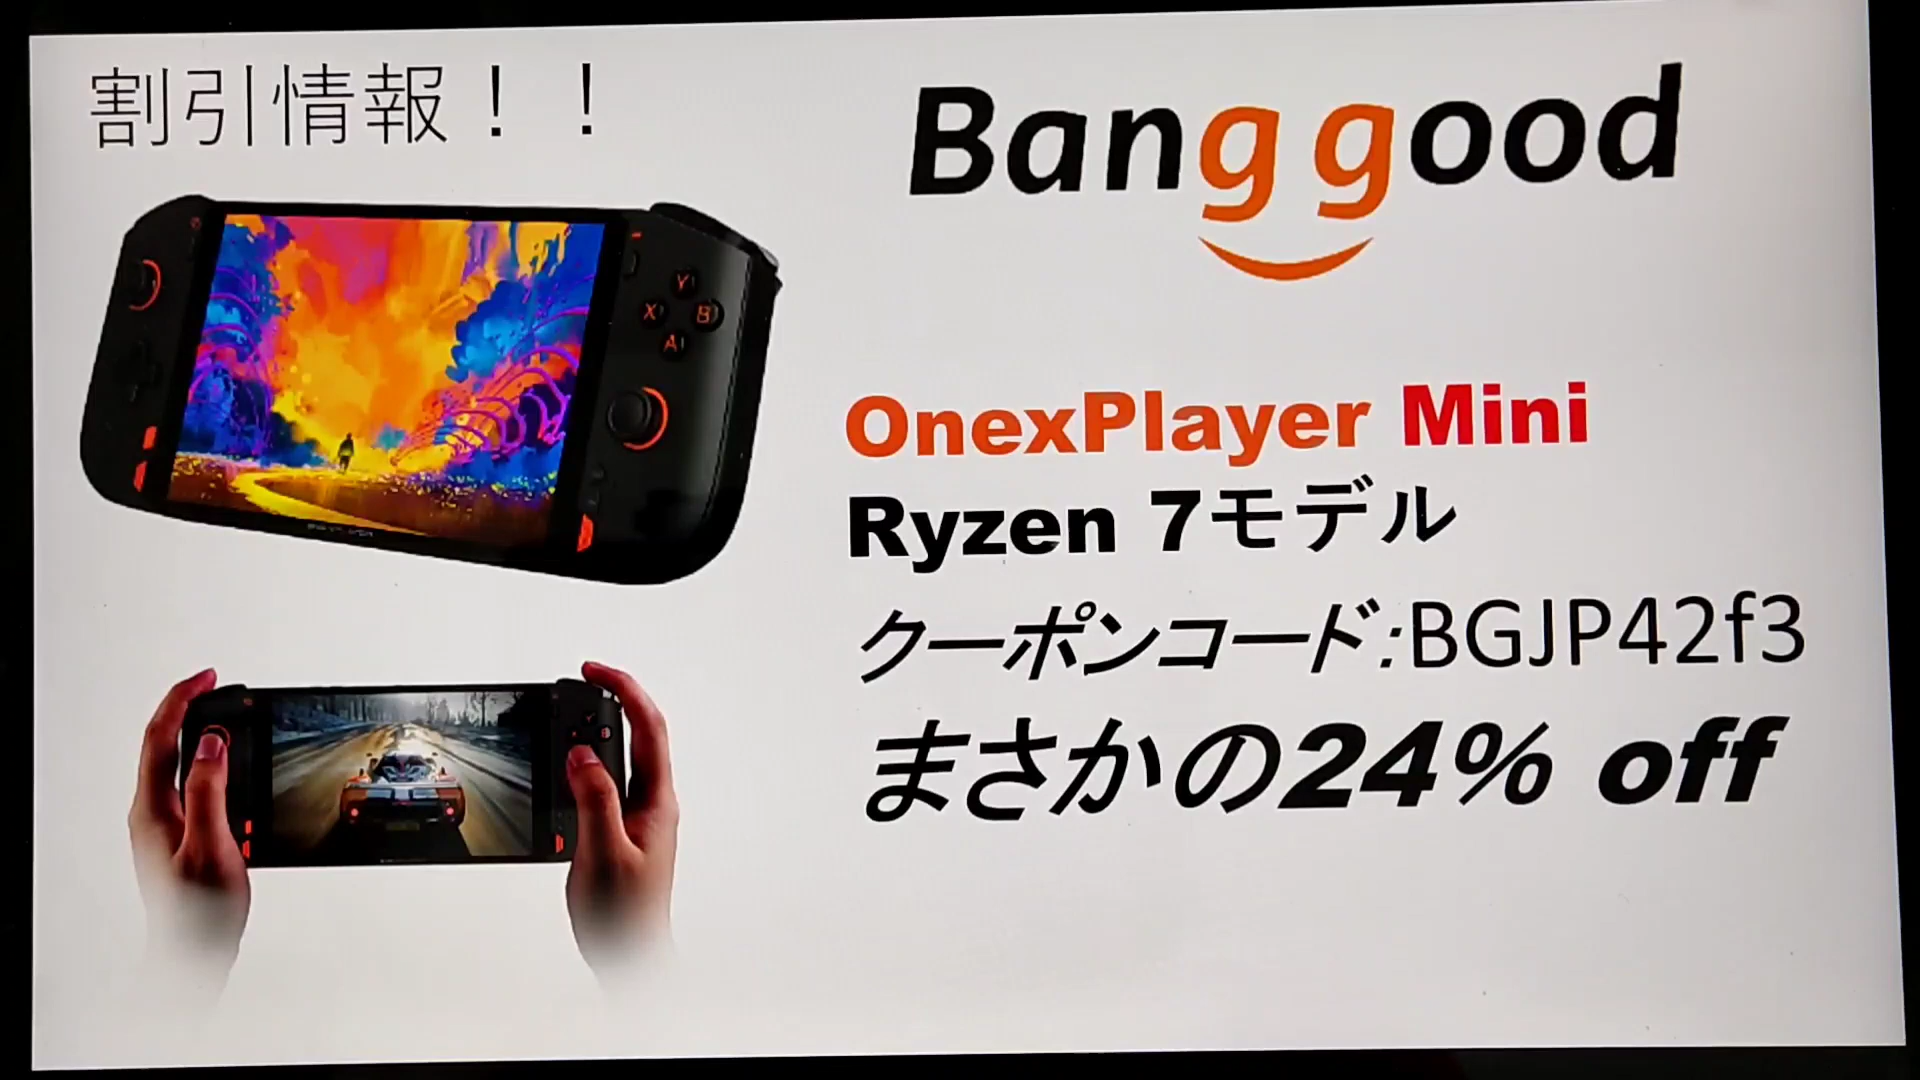 割引情報！！
Banggood
Y
X B
A
OnexPlayer Mini
Ryzen 7モデル
クーポンコード:BGJP42f3
まさかの24% off